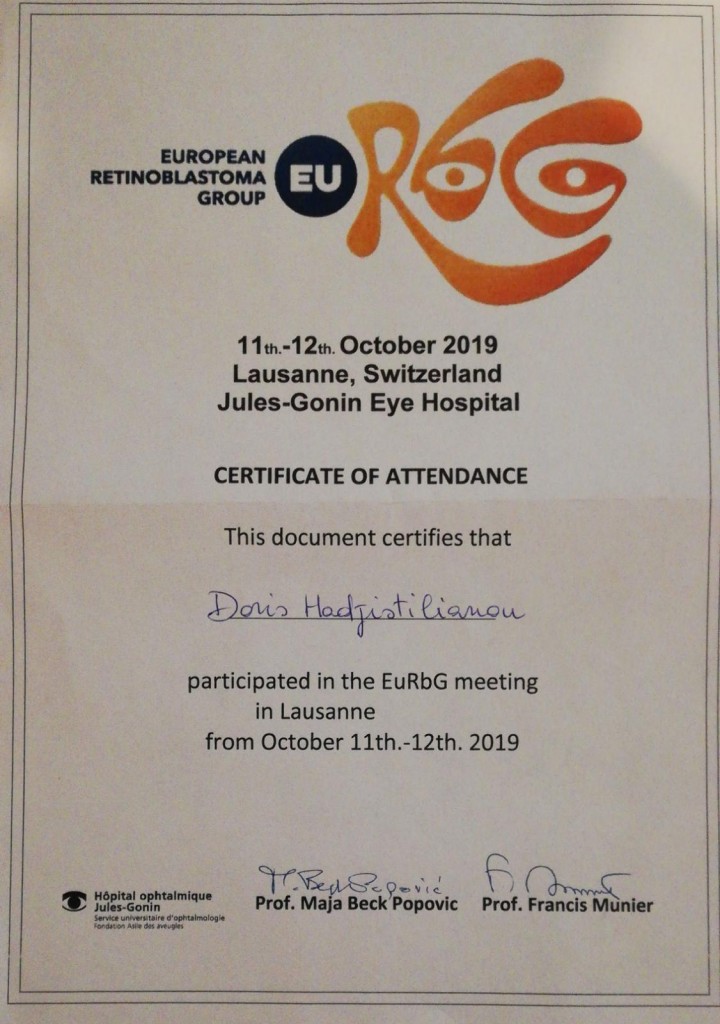 EUROPEAN
RETINOBLASTOMA
GROUP
EU
RbG
11th.-12th. October 2019
Lausanne, Switzerland
Jules-Gonin Eye Hospital
CERTIFICATE OF ATTENDANCE
This document certifies that
Doris Hadjistilianou
participated in the EuRbG meeting
in Lausanne
from October 11th.-12th. 2019
M. Beck Popović
Prof. Maja Beck Popovic
Prof. Francis Munier
Hôpital ophtalmique
Jules-Gonin
Service universitaire d'ophtalmologie
Fondation Asile des aveugles